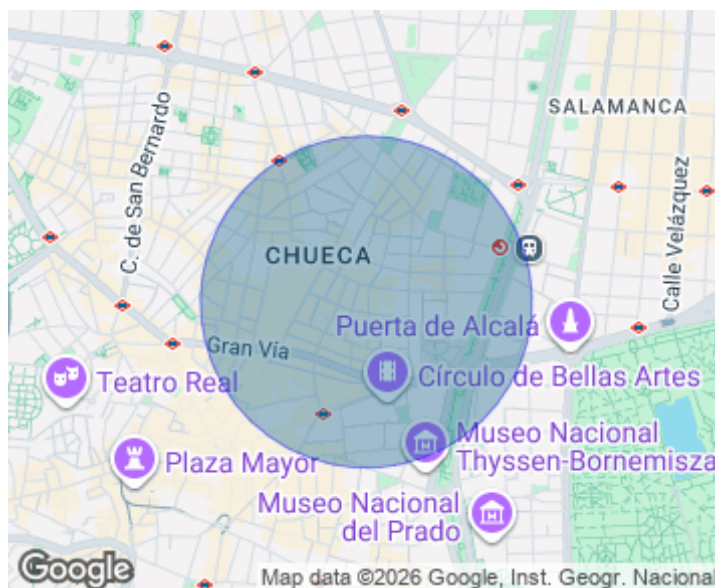 SALAMANCA
C. de San Bernardo
Calle Velázquez
CHUECA
Puerta de Alcalá
Gran Vía
Teatro Real
Círculo de Bellas Artes
Museo Nacional
Thyssen-Bornemisza
Plaza Mayor
Museo Nacional
del Prado
Google
Map data ©2026 Google, Inst. Geogr. Nacional